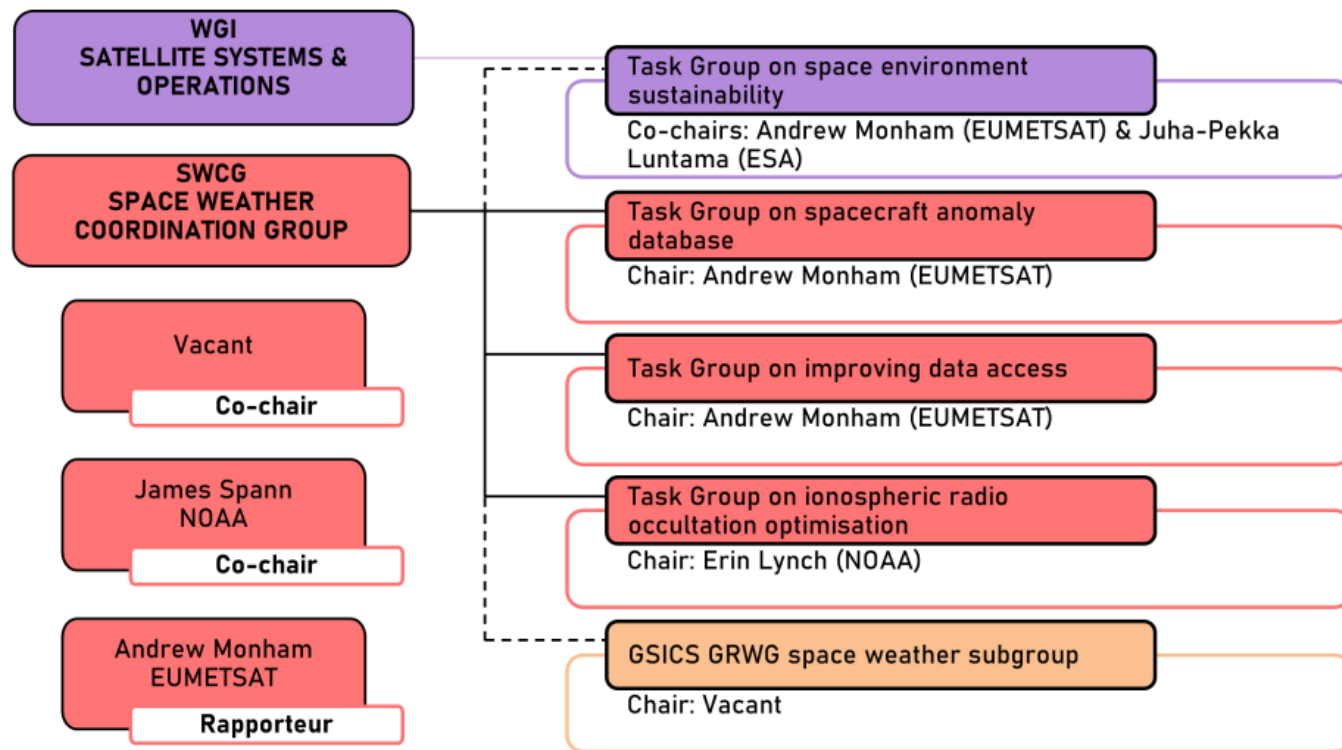 WGI
SATELLITE SYSTEMS &
OPERATIONS
Task Group on space environment
sustainability
Co-chairs: Andrew Monham (EUMETSAT) & Juha-Pekka
Luntama (ESA)
SWCG
SPACE WEATHER
COORDINATION GROUP
Task Group on spacecraft anomaly
database
Chair: Andrew Monham (EUMETSAT)
Vacant
Co-chair
Task Group on improving data access
Chair: Andrew Monham (EUMETSAT)
James Spann
NOAA
Co-chair
Task Group on ionospheric radio
occultation optimisation
Chair: Erin Lynch (NOAA)
Andrew Monham
EUMETSAT
Rapporteur
GSICS GRWG space weather subgroup
Chair: Vacant